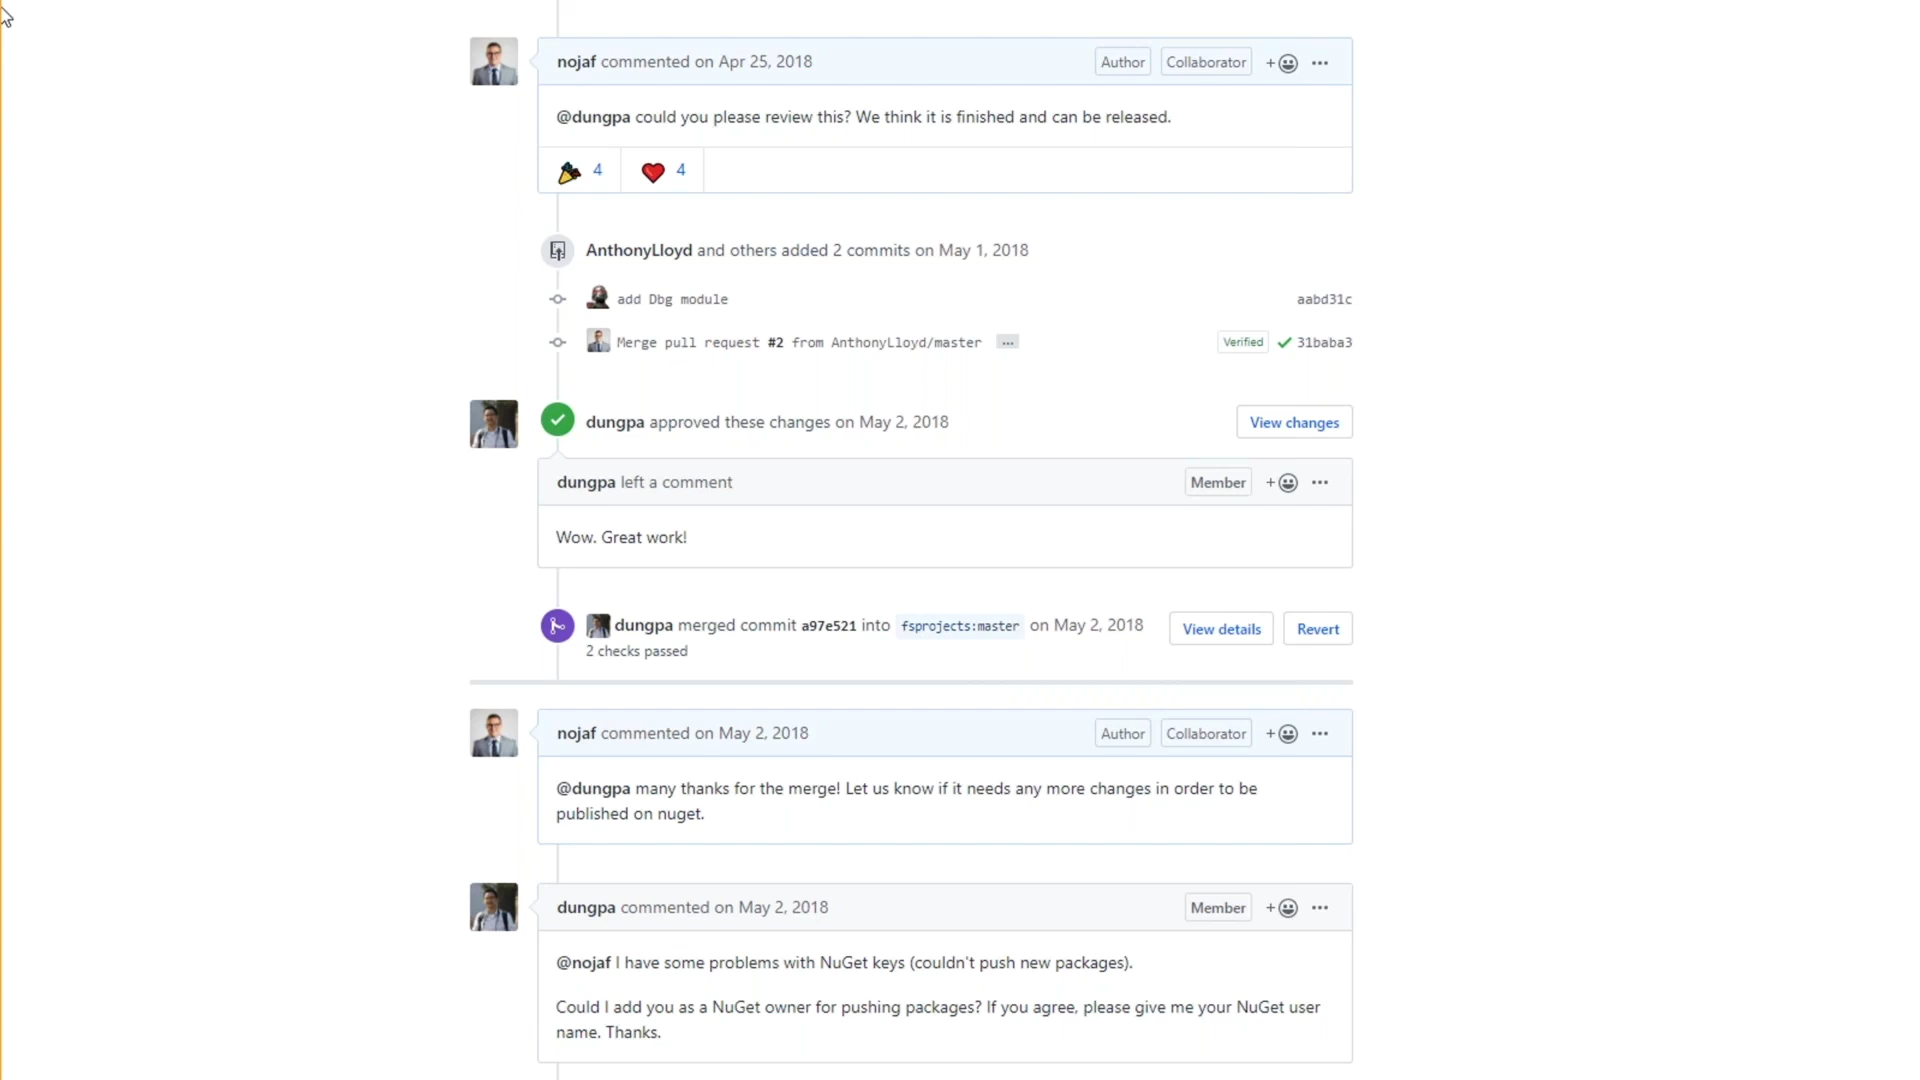 nojaf commented on Apr 25, 2018 Author Collaborator + ...
@dungpa could you please review this? We think it is finished and can be released.
4 4
AnthonyLloyd and others added 2 commits on May 1, 2018
add Dbg module aabd31c
Merge pull request #2 from AnthonyLloyd/master ... Verified 31baba3
dungpa approved these changes on May 2, 2018 View changes
dungpa left a comment Member + ...
Wow. Great work!
dungpa merged commit a97e521 into fsprojects:master on May 2, 2018 View details Revert
2 checks passed
nojaf commented on May 2, 2018 Author Collaborator + ...
@dungpa many thanks for the merge! Let us know if it needs any more changes in order to be
published on nuget.
dungpa commented on May 2, 2018 Member + ...
@nojaf I have some problems with NuGet keys (couldn't push new packages).
Could I add you as a NuGet owner for pushing packages? If you agree, please give me your NuGet user
name. Thanks.